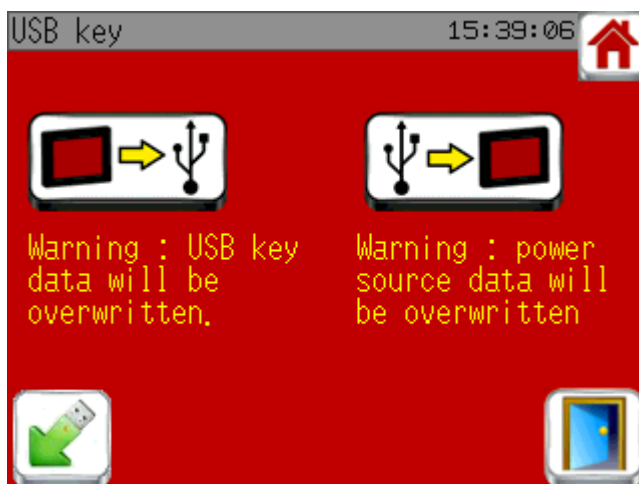 USB key
15:39:06
Warning : USB key
data will be
overwritten.
Warning : power
source data will
be overwritten